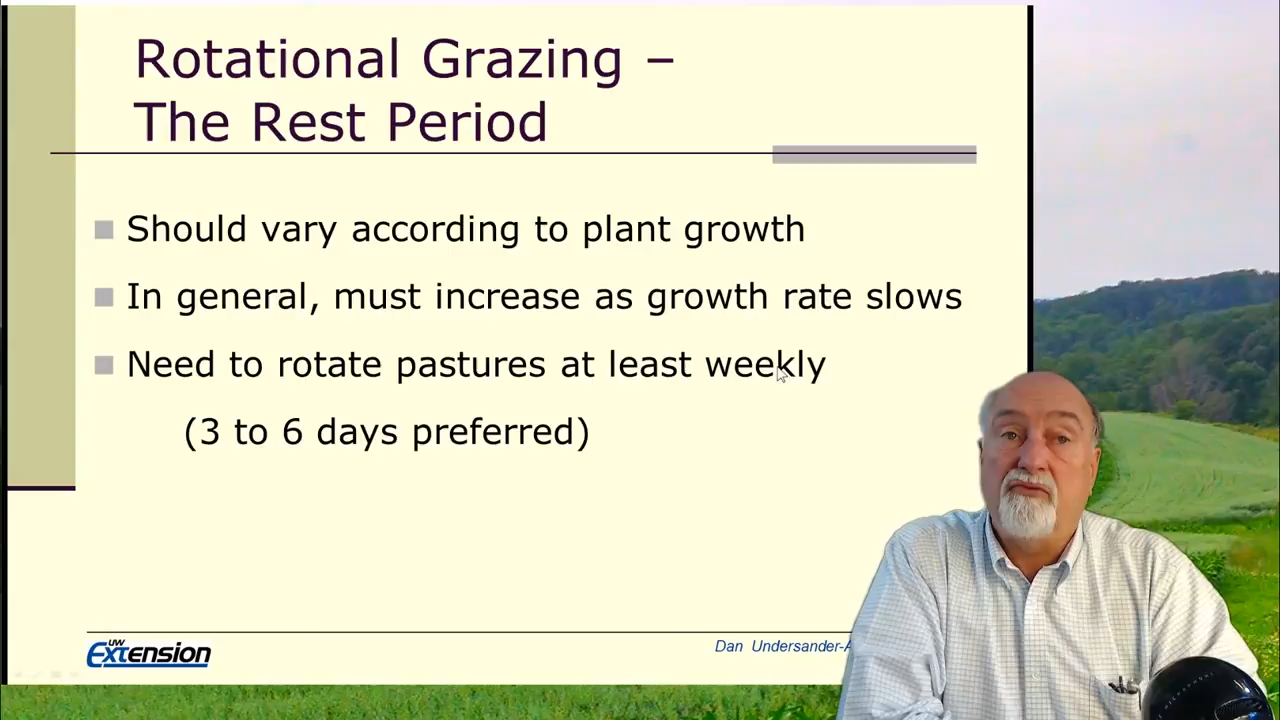 Rotational Grazing –
The Rest Period
Should vary according to plant growth
In general, must increase as growth rate slows
Need to rotate pastures at least weekly
(3 to 6 days preferred)
UW
Extension
Dan Undersander-